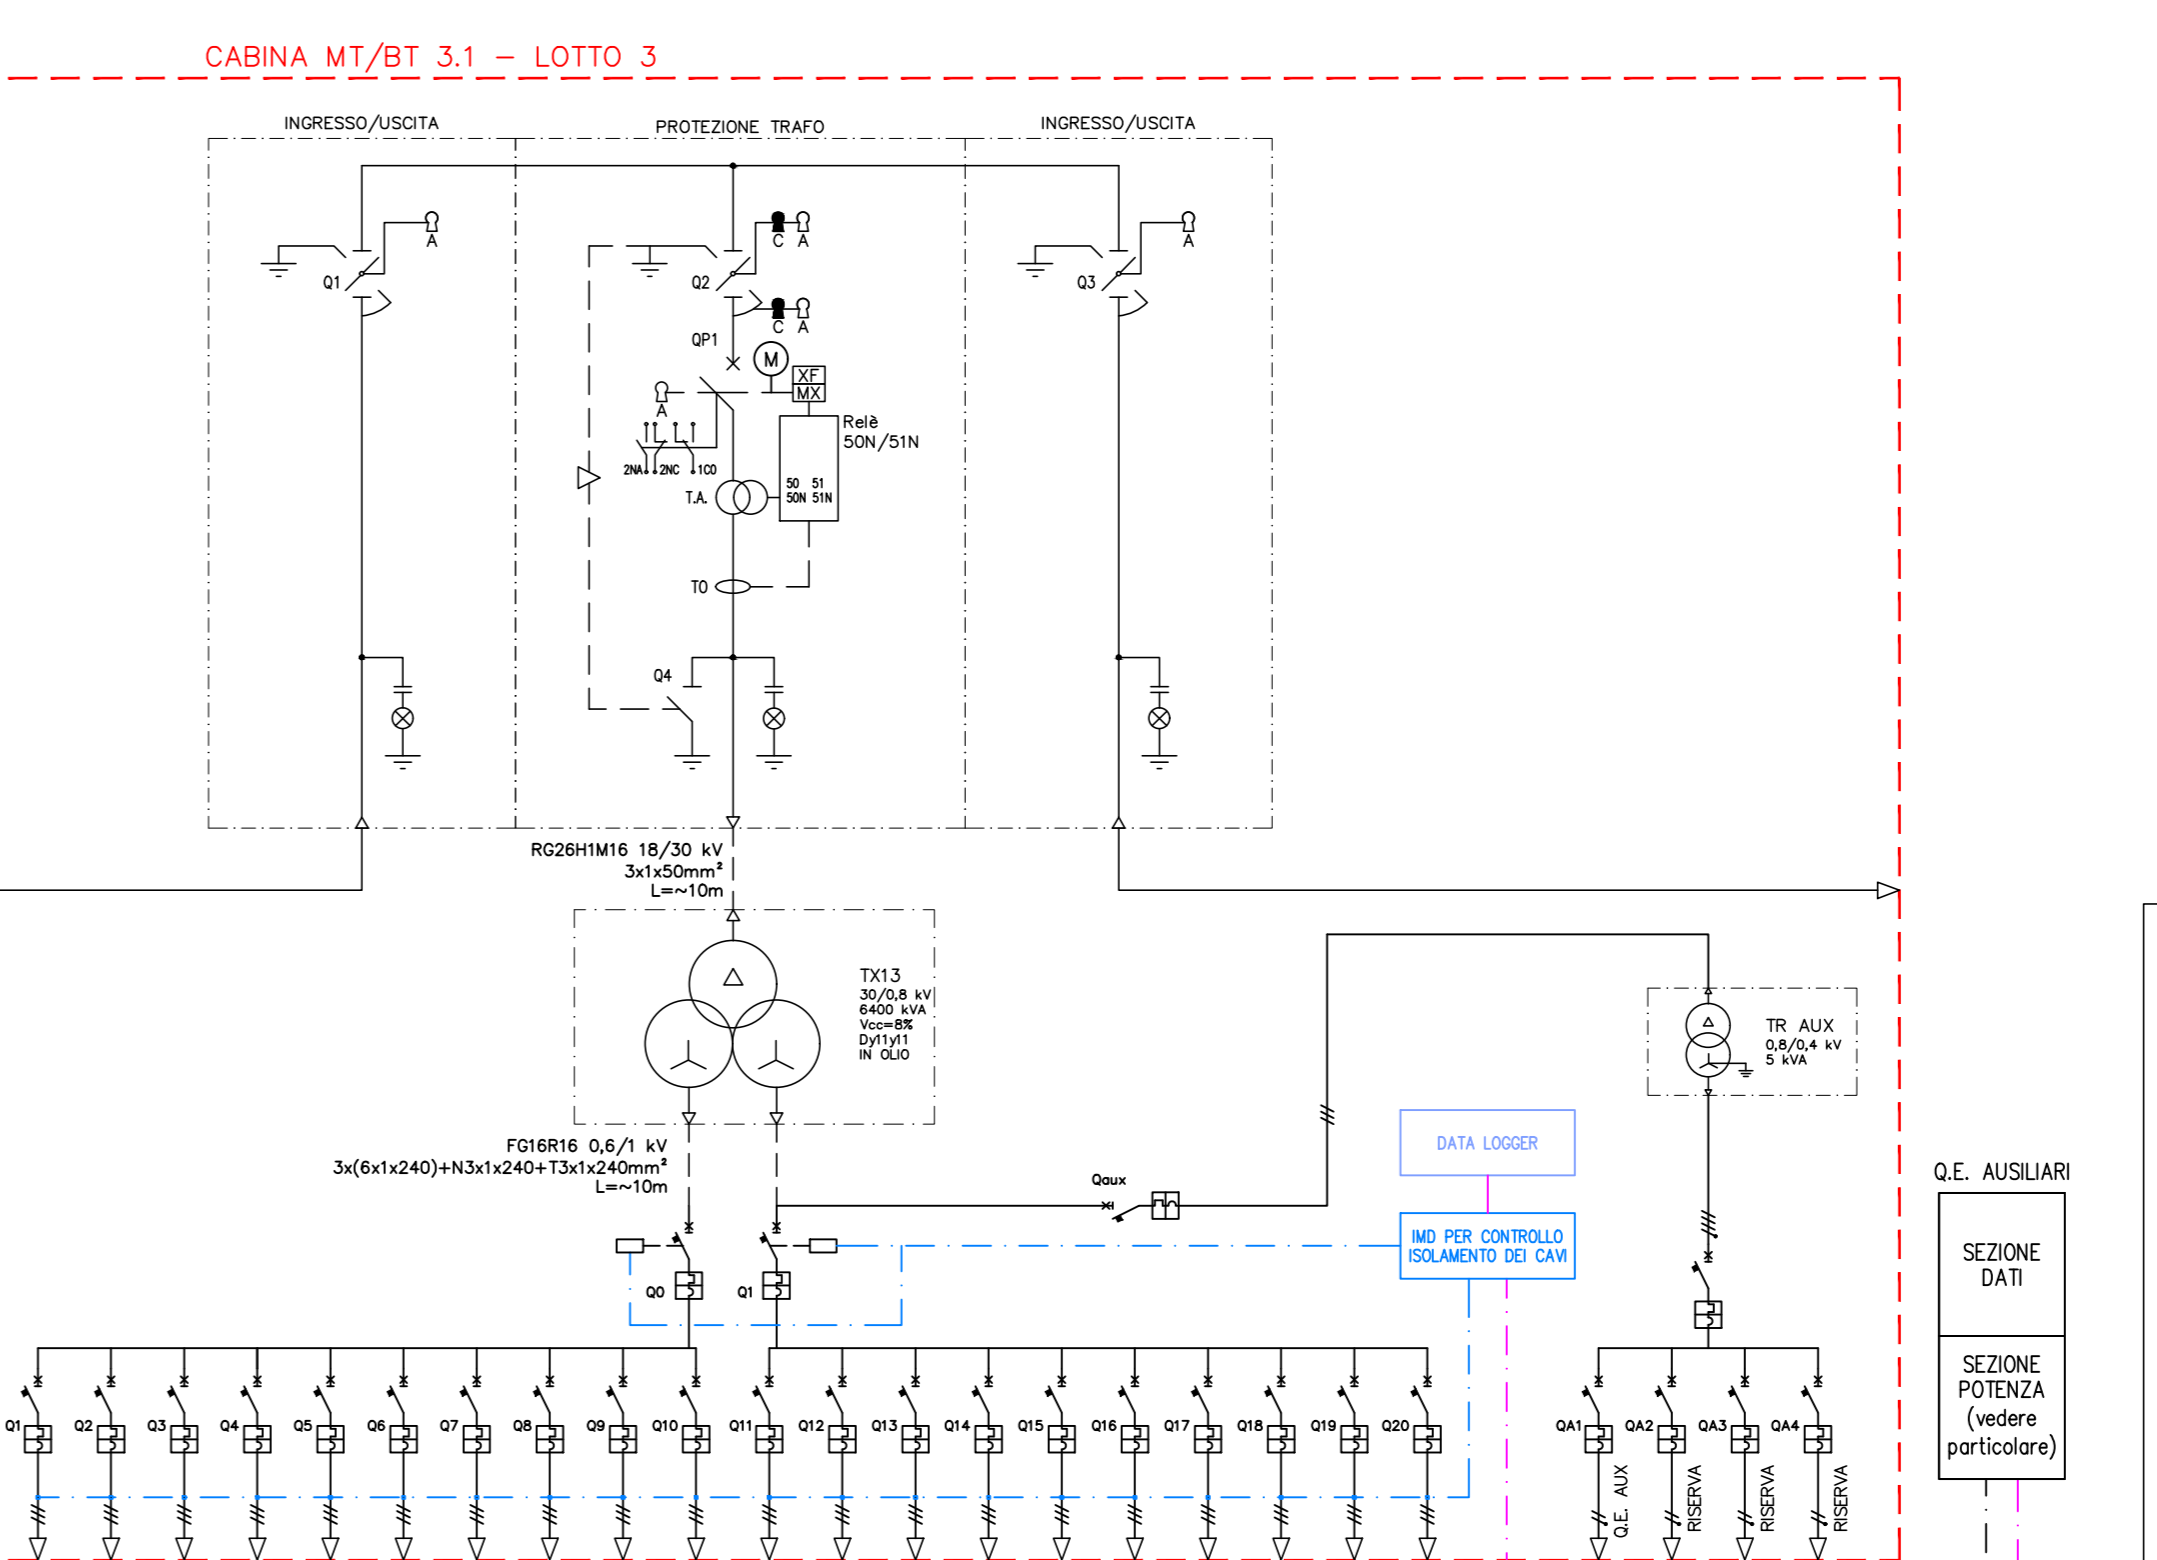 CABINA MT/BT 3.1 – LOTTO 3
INGRESSO/USCITA
PROTEZIONE TRAFO
INGRESSO/USCITA
A
C A
A
Q1
Q2
Q3
C A
QP1
M
XF
MX
A
Relè
50N/51N
2NA 2NC 1CO
50 51
50N 51N
T.A.
TO
Q4
RG26H1M16 18/30 kV
3x1x50mm²
L=~10m
TX13
30/0,8 kV
6400 kVA
Vcc=8%
Dy11y11
IN OLIO
TR AUX
0,8/0,4 kV
5 kVA
FG16R16 0,6/1 kV
3x(6x1x240)+N3x1x240+T3x1x240mm²
L=~10m
Qaux
DATA LOGGER
IMD PER CONTROLLO
ISOLAMENTO DEI CAVI
Q.E. AUSILIARI
SEZIONE
DATI
SEZIONE
POTENZA
(vedere
particolare)
Q0
Q1
Q1 Q2 Q3 Q4 Q5 Q6 Q7 Q8 Q9 Q10 Q11 Q12 Q13 Q14 Q15 Q16 Q17 Q18 Q19 Q20 QA1 QA2 QA3 QA4
Q.E. AUX
RISERVA
RISERVA
RISERVA